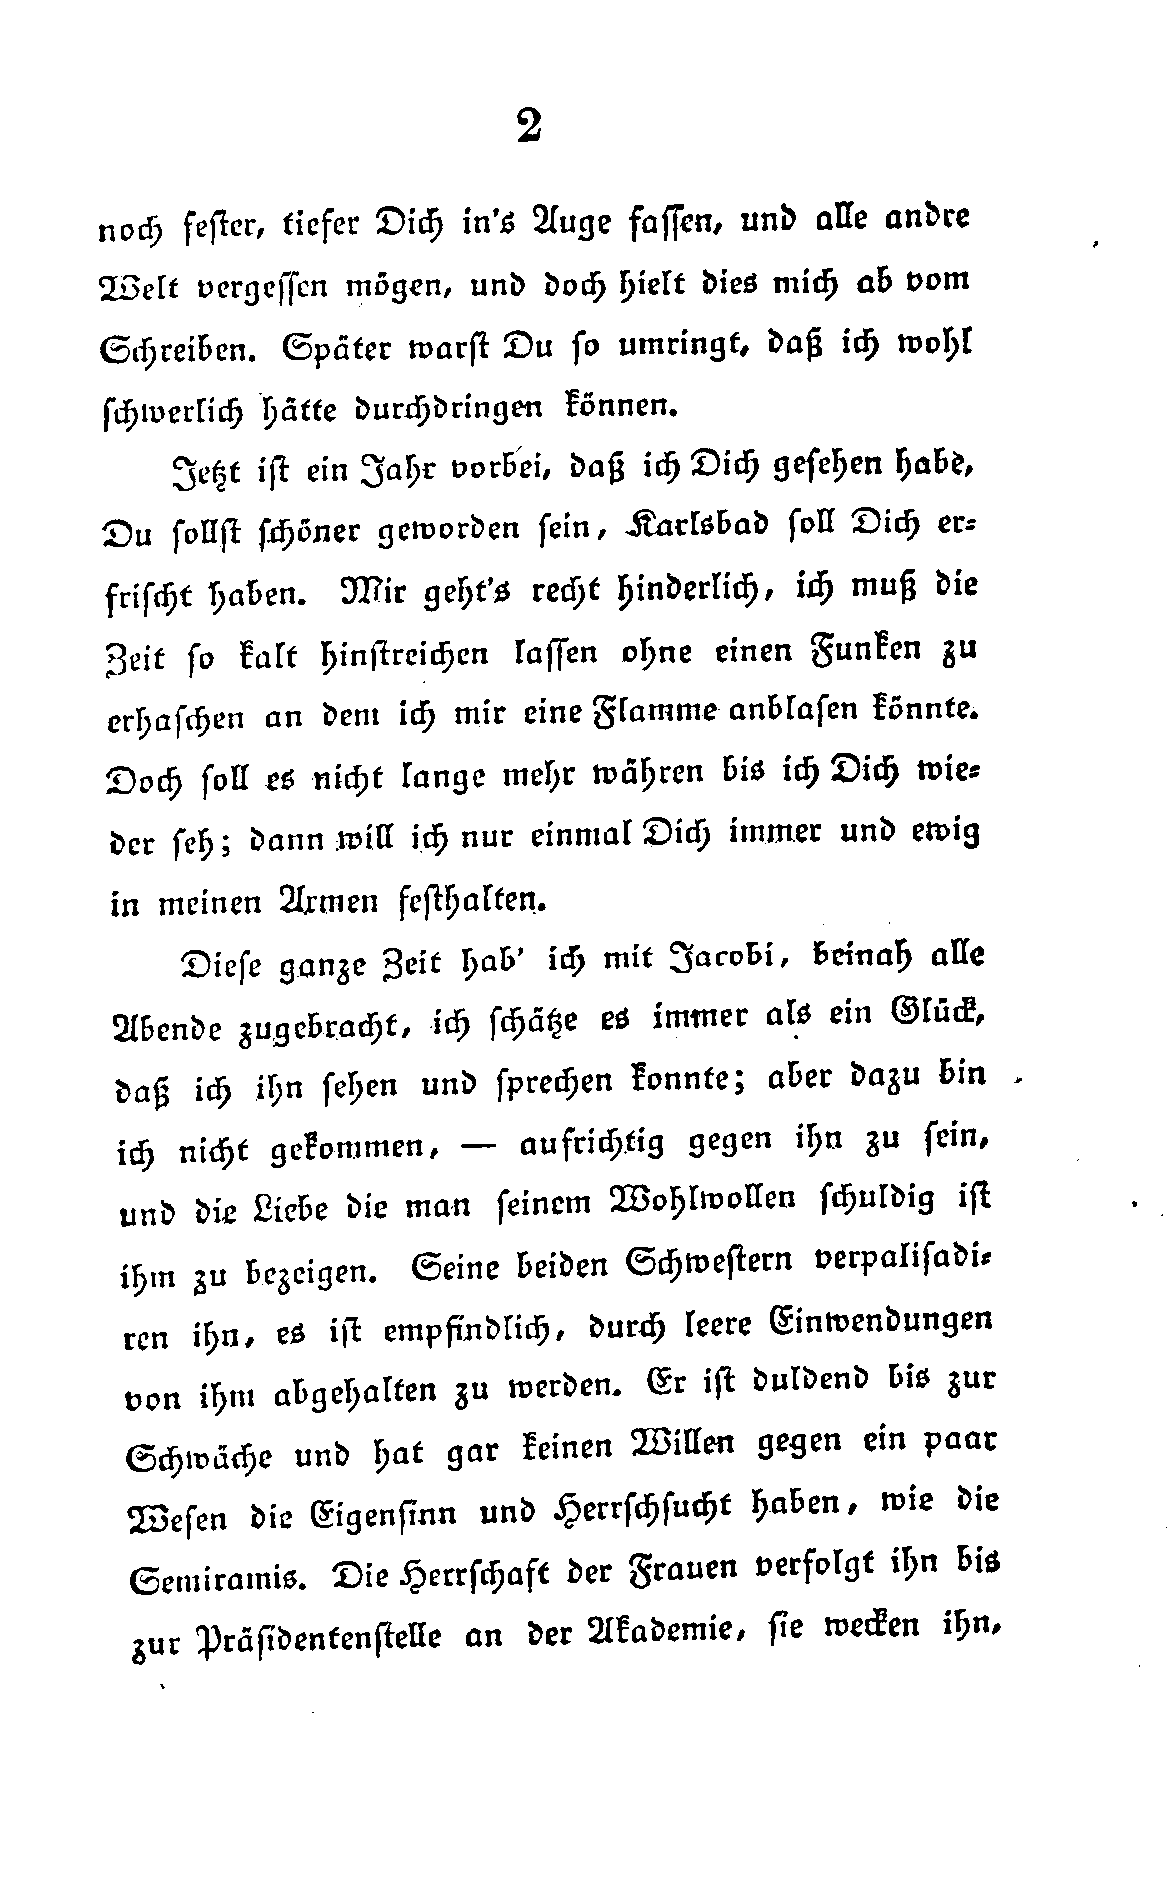 2
noch feſter, tiefer Dich in's Auge faſſen, und alle andre
Welt vergeſſen mögen, und doch hielt dies mich ab vom
Schreiben. Später warſt Du ſo umringt, daß ich wohl
ſchwerlich hätte durchdringen können.
Jetzt iſt ein Jahr vorbei, daß ich Dich geſehen habe,
Du ſollſt ſchöner geworden ſein, Karlsbad ſoll Dich er-
friſcht haben. Mir geht's recht hinderlich, ich muß die
Zeit ſo kalt hinſtreichen laſſen ohne einen Funken zu
erhaſchen an dem ich mir eine Flamme anblaſen könnte.
Doch ſoll es nicht lange mehr währen bis ich Dich wie-
der ſeh; dann will ich nur einmal Dich immer und ewig
in meinen Armen feſthalten.
Dieſe ganze Zeit hab' ich mit Jacobi, beinah alle
Abende zugebracht, ich ſchätze es immer als ein Glück,
daß ich ihn ſehen und ſprechen konnte; aber dazu bin
ich nicht gekommen, — aufrichtig gegen ihn zu ſein,
und die Liebe die man ſeinem Wohlwollen ſchuldig iſt
ihm zu bezeigen. Seine beiden Schweſtern verpaliſadi-
ren ihn, es iſt empfindlich, durch leere Einwendungen
von ihm abgehalten zu werden. Er iſt duldend bis zur
Schwäche und hat gar keinen Willen gegen ein paar
Weſen die Eigenſinn und Herrſchſucht haben, wie die
Semiramis. Die Herrſchaft der Frauen verfolgt ihn bis
zur Präſidentenſtelle an der Akademie, ſie wecken ihn,